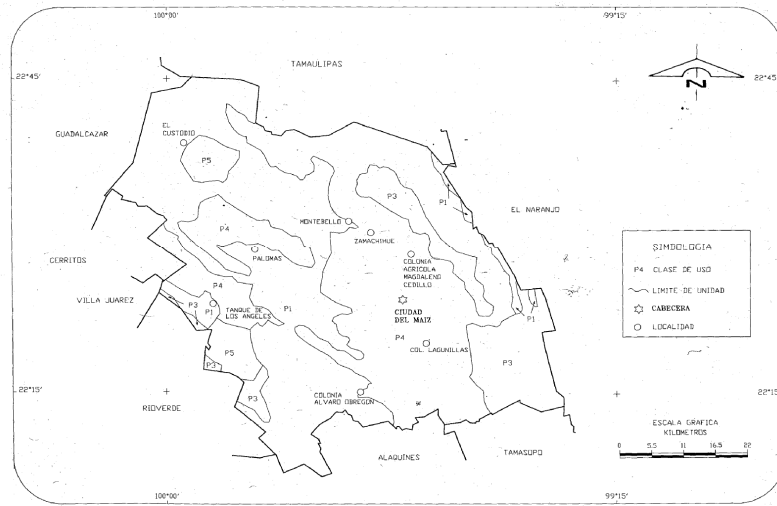 100°00'
99°15'
TAMAULIPAS
22°45'
22°45'
N
GUADALCAZAR
EL
CUSTODIO
P5
P3
P1
EL NARANJO
P4
MONTEBELLO
ZAMACHIHUE
SIMBOLOGIA
CERRITOS
PALOMAS
COLONIA
AGRICOLA
MAGDALENO
CEDILLO
P4 CLASE DE USO
LIMITE DE UNIDAD
CABECERA
LOCALIDAD
VILLA JUAREZ
P4
P3
P1
TANQUE DE
LOS ANGELES
P1
CIUDAD
DEL MAIZ
P1
P4
COL. LAGUNILLAS
P5
P3
P3
P3
22°15'
22°15'
RIOVERDE
COLONIA
ALVARO OBREGON
ESCALA GRAFICA
KILOMETROS
0 5.5 11 16.5 22
ALAQUINES
TAMASOPO
100°00'
99°15'